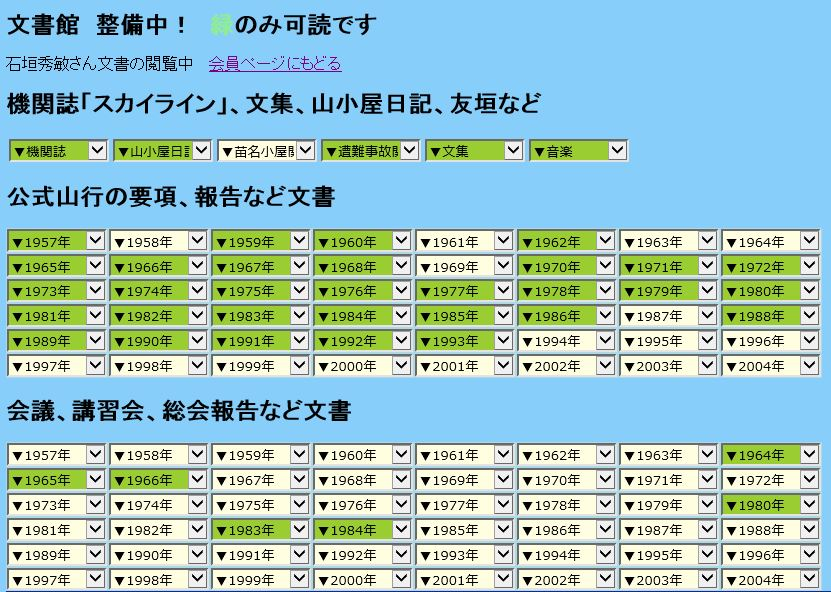 文書館　整備中！　緑のみ可読です
石垣秀敏さん文書の閲覧中　会員ページにもどる
機関誌「スカイライン」、文集、山小屋日記、友垣など
▼機関誌 ▼山小屋日記 ▼苗名小屋関 ▼遭難事故関 ▼文集 ▼音楽
公式山行の要項、報告など文書
▼1957年 ▼1958年 ▼1959年 ▼1960年 ▼1961年 ▼1962年 ▼1963年 ▼1964年
▼1965年 ▼1966年 ▼1967年 ▼1968年 ▼1969年 ▼1970年 ▼1971年 ▼1972年
▼1973年 ▼1974年 ▼1975年 ▼1976年 ▼1977年 ▼1978年 ▼1979年 ▼1980年
▼1981年 ▼1982年 ▼1983年 ▼1984年 ▼1985年 ▼1986年 ▼1987年 ▼1988年
▼1989年 ▼1990年 ▼1991年 ▼1992年 ▼1993年 ▼1994年 ▼1995年 ▼1996年
▼1997年 ▼1998年 ▼1999年 ▼2000年 ▼2001年 ▼2002年 ▼2003年 ▼2004年
会議、講習会、総会報告など文書
▼1957年 ▼1958年 ▼1959年 ▼1960年 ▼1961年 ▼1962年 ▼1963年 ▼1964年
▼1965年 ▼1966年 ▼1967年 ▼1968年 ▼1969年 ▼1970年 ▼1971年 ▼1972年
▼1973年 ▼1974年 ▼1975年 ▼1976年 ▼1977年 ▼1978年 ▼1979年 ▼1980年
▼1981年 ▼1982年 ▼1983年 ▼1984年 ▼1985年 ▼1986年 ▼1987年 ▼1988年
▼1989年 ▼1990年 ▼1991年 ▼1992年 ▼1993年 ▼1994年 ▼1995年 ▼1996年
▼1997年 ▼1998年 ▼1999年 ▼2000年 ▼2001年 ▼2002年 ▼2003年 ▼2004年